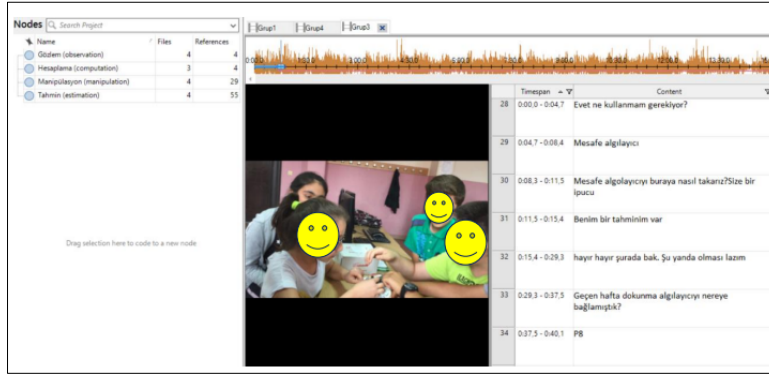 Nodes Search Project
Name Files References
Gözlem (observation) 4 4
Hesaplama (computation) 3 4
Manipülasyon (manipulation) 4 29
Tahmin (estimation) 4 55
Drag selection here to code to a new node
Grup1 Grup4 Grup3
Timespan Content
28 0:00,0 - 0:04,7 Evet ne kullanmam gerekiyor?
29 0:04,7 - 0:08,4 Mesafe algılayıcı
30 0:08,3 - 0:11,5 Mesafe algolayıcıyı buraya nasıl takarız?Size bir
ipucu
31 0:11,5 - 0:15,4 Benim bir tahminim var
32 0:15,4 - 0:29,3 hayır hayır şurada bak. Şu yanda olması lazım
33 0:29,3 - 0:37,5 Geçen hafta dokunma algılayıcıyı nereye
bağlamıştık?
34 0:37,5 - 0:40,1 PB